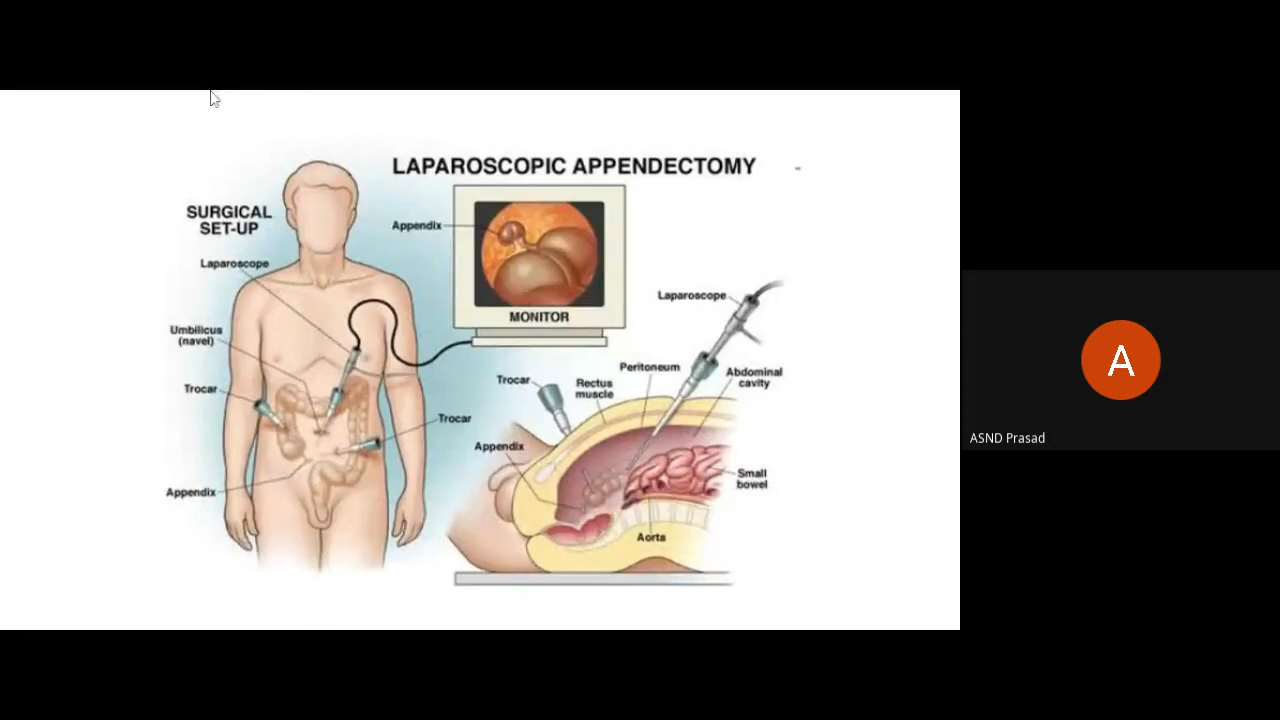 LAPAROSCOPIC APPENDECTOMY
SURGICAL
SET-UP
Laparoscope
Umbilicus
(navel)
Trocar
Trocar
Appendix
Appendix
MONITOR
Laparoscope
Trocar
Rectus
muscle
Peritoneum
Abdominal
cavity
Appendix
Small
bowel
Aorta
A
ASND Prasad